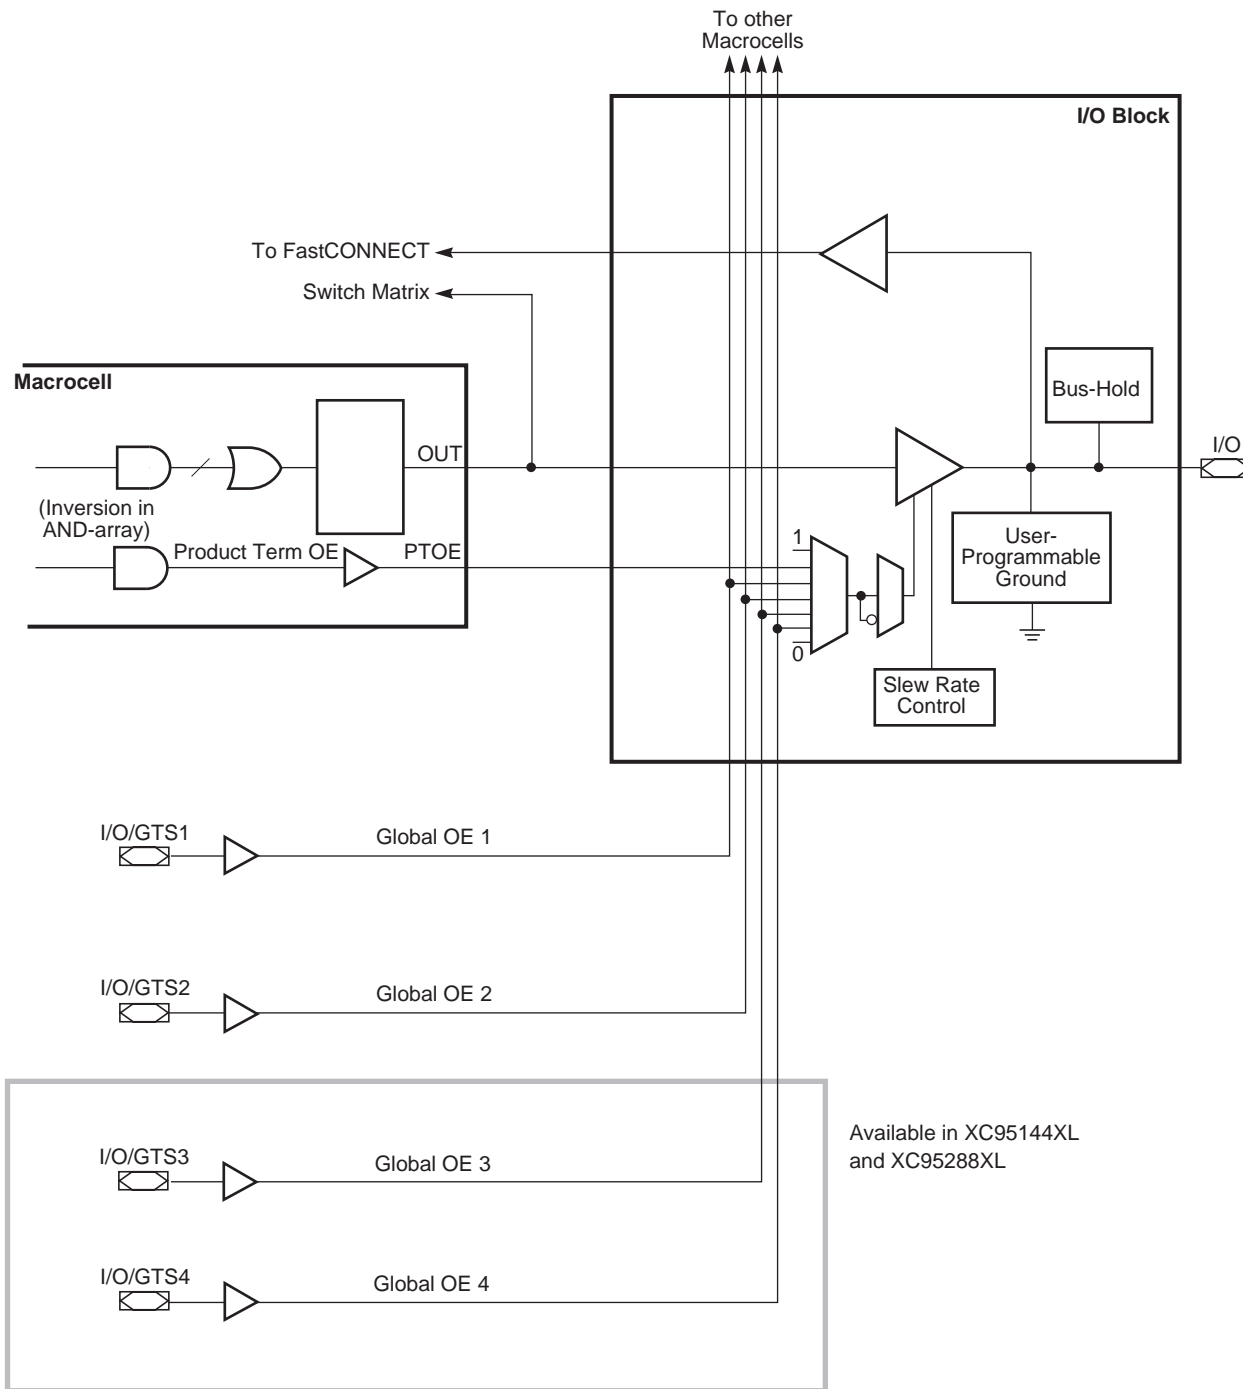 To other
Macrocells
I/O Block
To FastCONNECT
Switch Matrix
Macrocell
Bus-Hold
OUT
I/O
(Inversion in
AND-array)
Product Term OE
PTOE
1
User-
Programmable
Ground
0
Slew Rate
Control
I/O/GTS1
Global OE 1
I/O/GTS2
Global OE 2
Available in XC95144XL
and XC95288XL
I/O/GTS3
Global OE 3
I/O/GTS4
Global OE 4